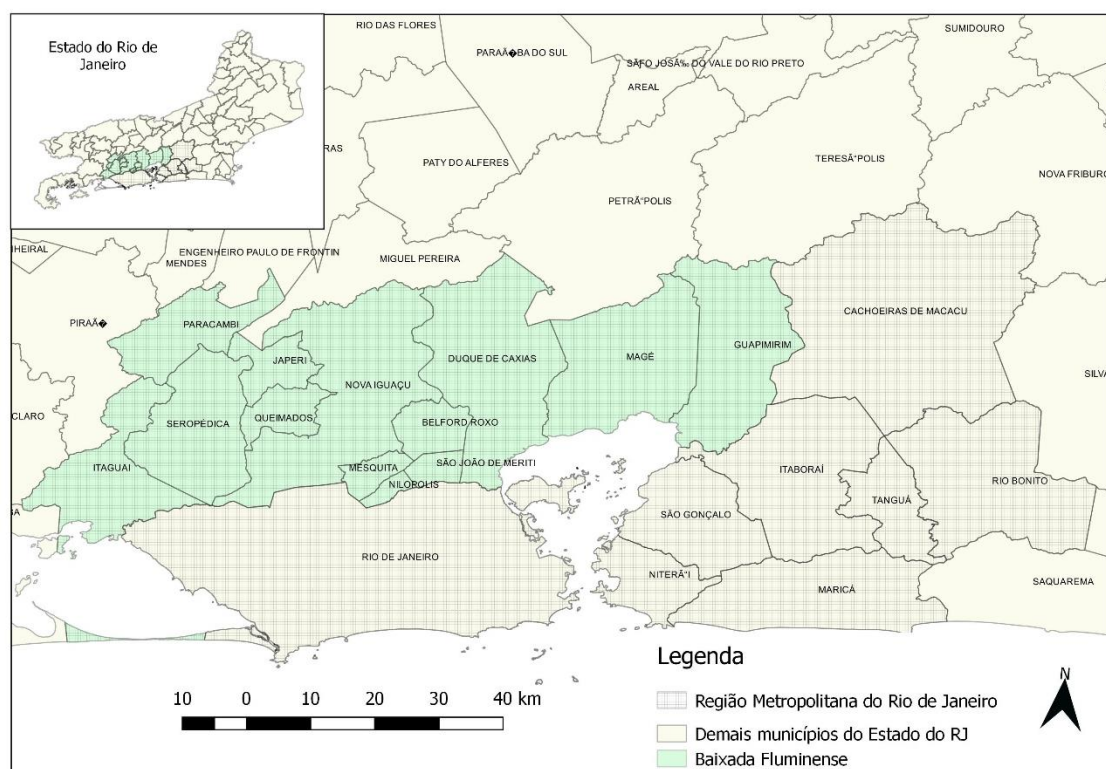 Estado do Rio de
Janeiro
RIO DAS FLORES
SUMIDOURO
PARAÃ�BA DO SUL
SÃƒO JOSÃ‰ DO VALE DO RIO PRETO
AREAL
RAS
PATY DO ALFERES
TERESÃ“POLIS
NOVA FRIBURG
PETRÃ“POLIS
IHEIRAL
ENGENHEIRO PAULO DE FRONTIN
MENDES
MIGUEL PEREIRA
CACHOEIRAS DE MACACU
PIRAÃ�
PARACAMBI
GUAPIMIRIM
JAPERI
DUQUE DE CAXIAS
MAGÉ
NOVA IGUAÇU
SILVA
CLARO
QUEIMADOS
SEROPÉDICA
BELFORD ROXO
ITAGUAI
MESQUITA
SÃO JOÃO DE MERITI
ITABORAÍ
NILÓPOLIS
RIO BONITO
TANGUÁ
BA
SÃO GONÇALO
RIO DE JANEIRO
NITERÃ“I
SAQUAREMA
MARICÁ
Legenda
N
10 0 10 20 30 40 km
Região Metropolitana do Rio de Janeiro
Demais municípios do Estado do RJ
Baixada Fluminense